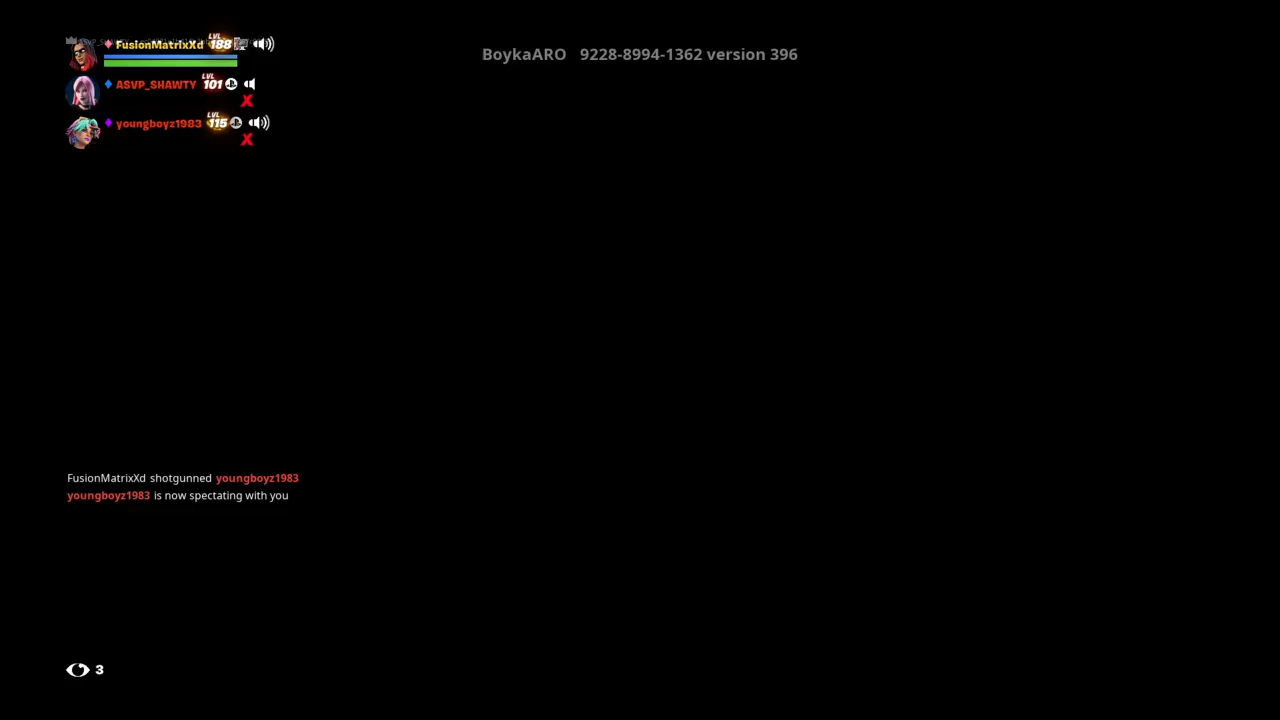 FusionMatrixXd LVL 188
BoykaARO 9228-8994-1362 version 396
ASVP_SHAWTY LVL 101
X
youngboyz1983 LVL 115
X
FusionMatrixXd shotgunned youngboyz1983
youngboyz1983 is now spectating with you
3